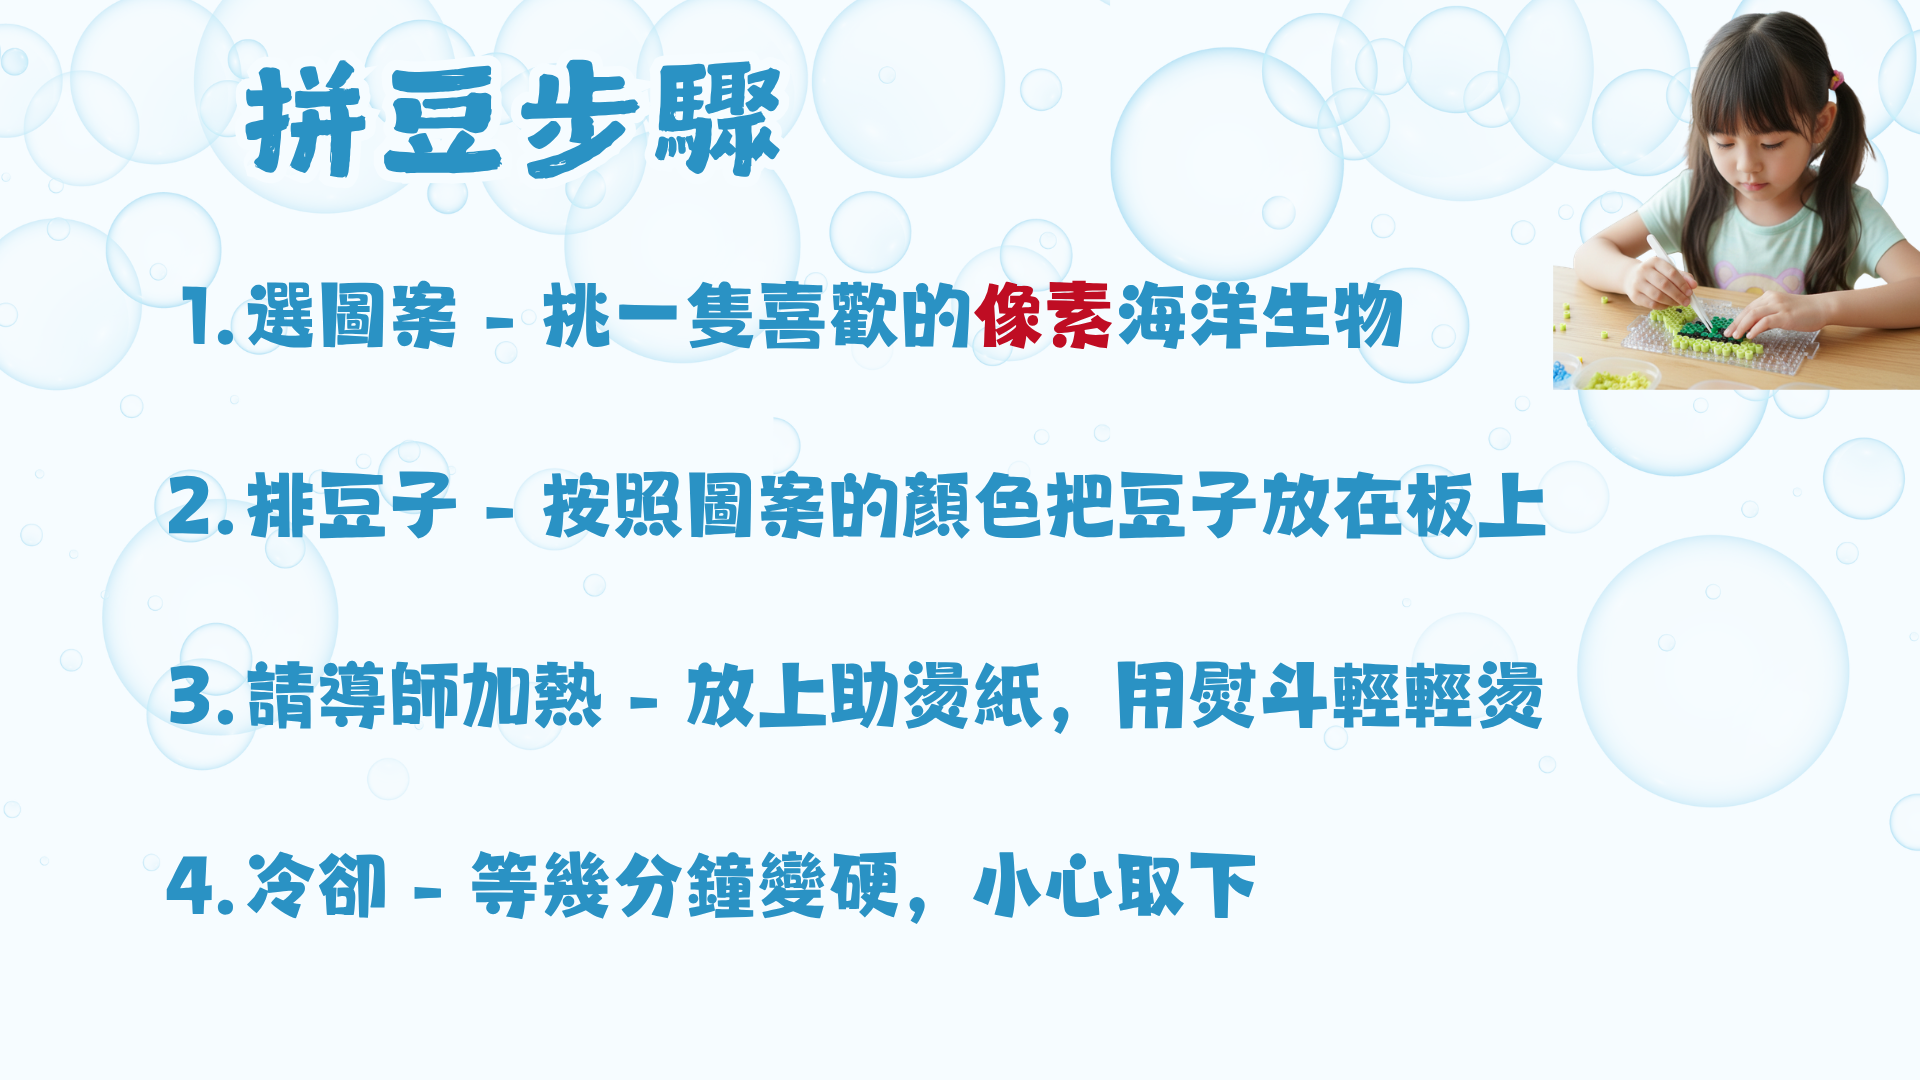 拼豆步驟
1. 選圖案 - 挑一隻喜歡的像素海洋生物
2. 排豆子 - 按照圖案的顏色把豆子放在板上
3. 請導師加熱 - 放上助燙紙，用熨斗輕輕燙
4. 冷卻 - 等幾分鐘變硬，小心取下